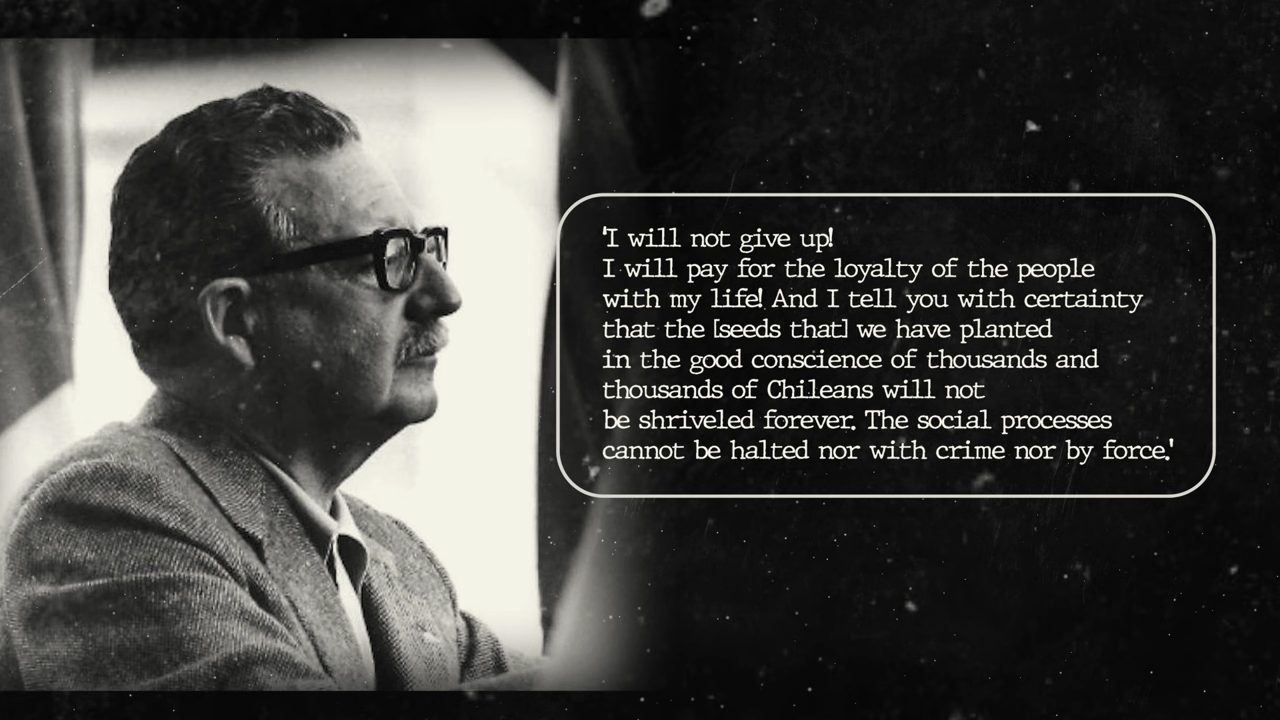 'I will not give up!
I will pay for the loyalty of the people
with my life! And I tell you with certainty
that the [seeds that] we have planted
in the good conscience of thousands and
thousands of Chileans will not
be shriveled forever. The social processes
cannot be halted nor with crime nor by force.'